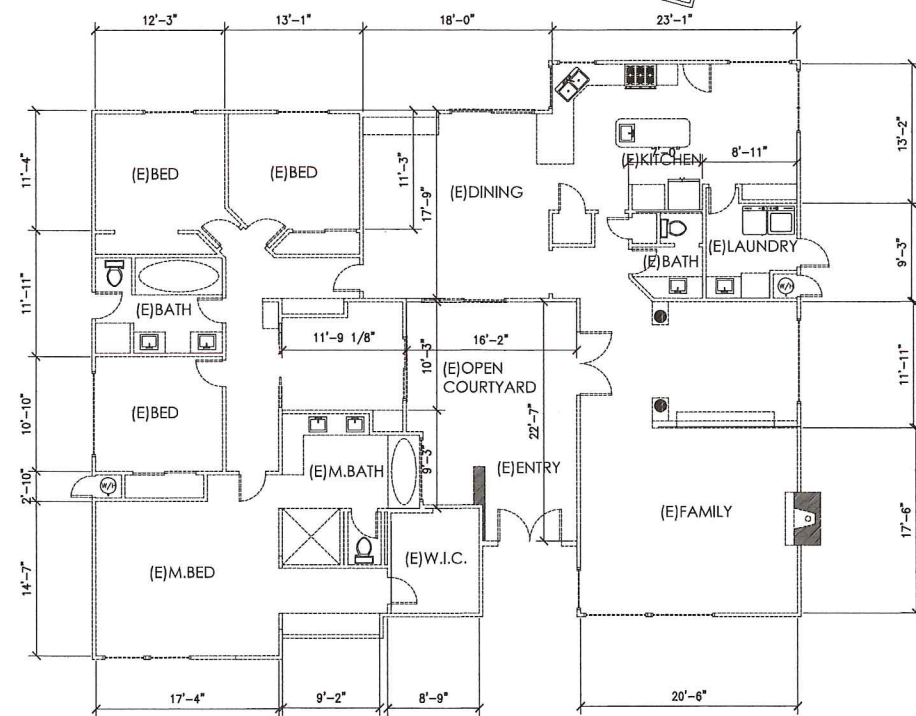 12'-3"
13'-1"
18'-0"
23'-1"
11'-4"
(E)BED
(E)BED
11'-3"
17'-9"
(E)DINING
(E)KITCHEN
7'-0"
8'-11"
13'-2"
(E)BATH
(E)LAUNDRY
9'-3"
W/H
11'-11"
(E)BATH
11'-9 1/8"
10'-3"
16'-2"
(E)OPEN
COURTYARD
22'-7"
11'-11"
10'-10"
(E)BED
2'-10"
W/H
(E)M.BATH
9'-3"
(E)ENTRY
(E)FAMILY
17'-6"
14'-7"
(E)M.BED
(E)W.I.C.
17'-4"
9'-2"
8'-9"
20'-6"